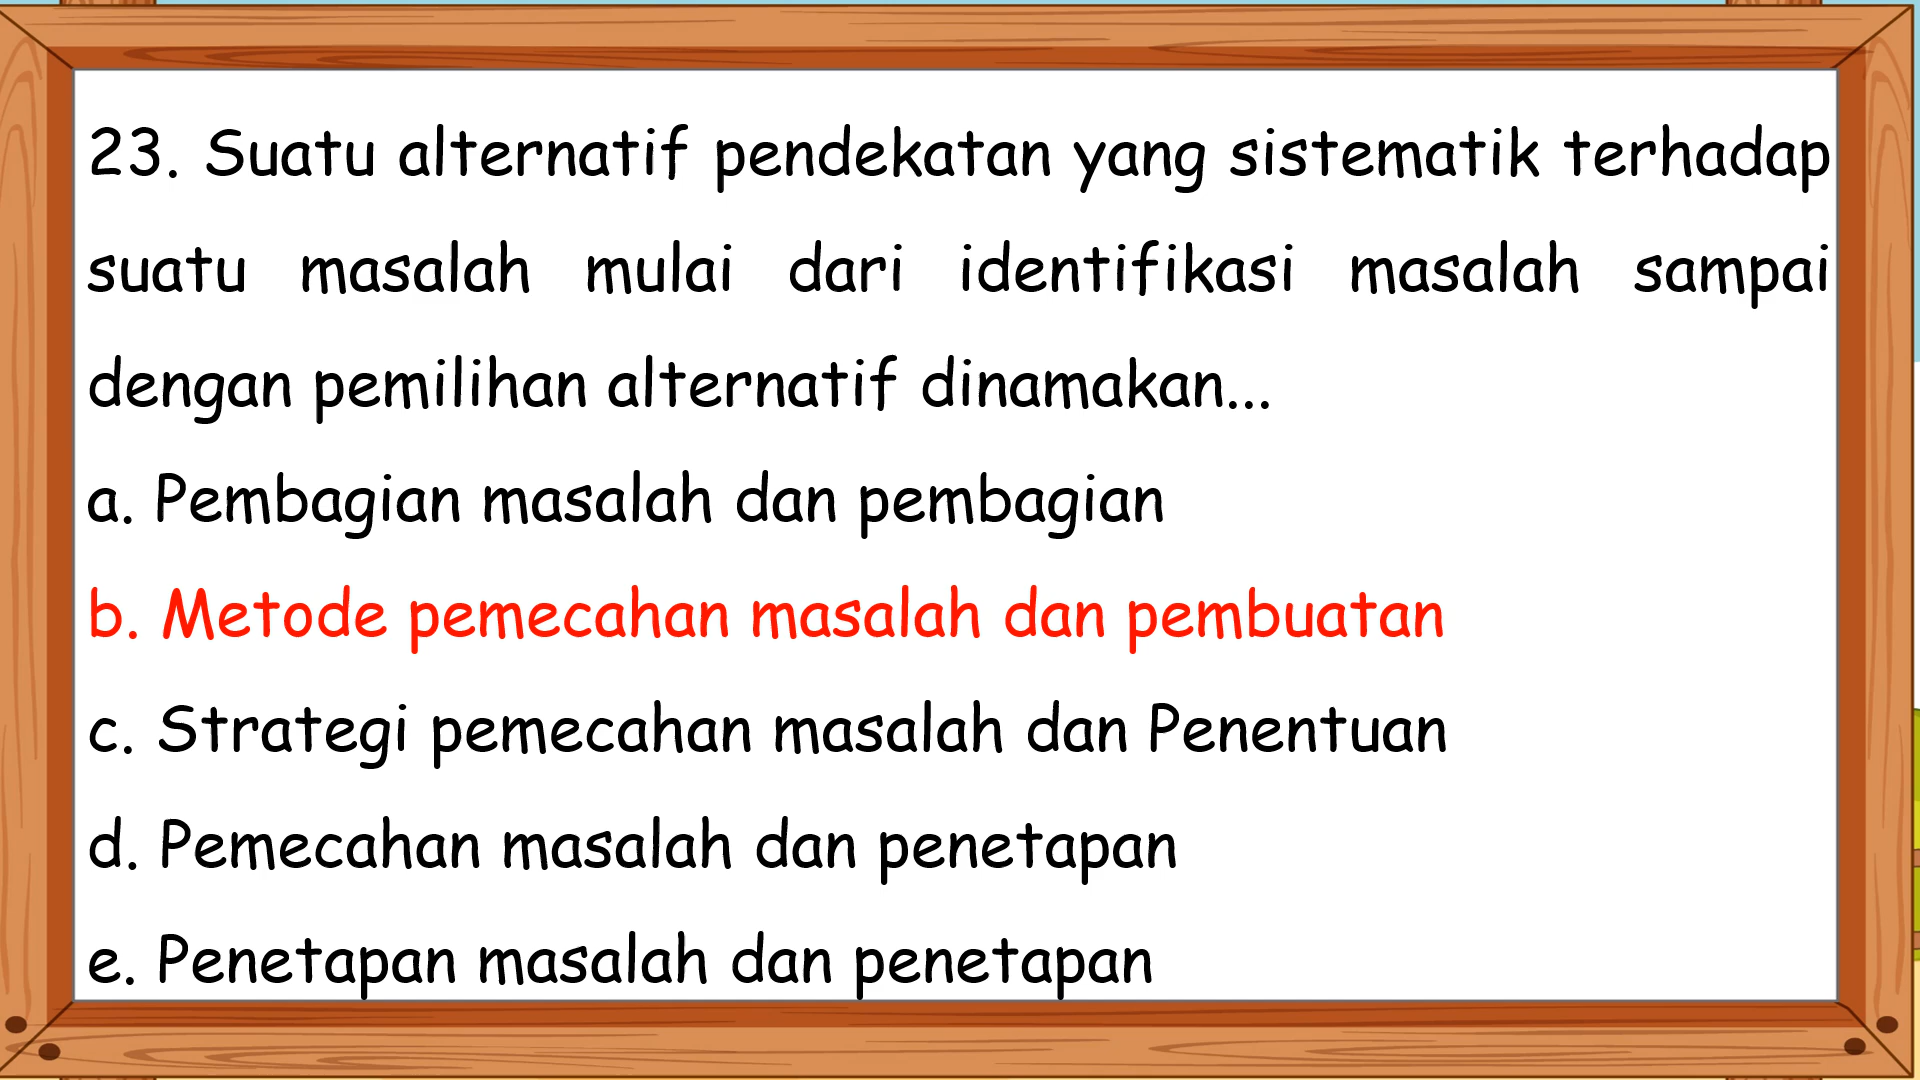 23. Suatu alternatif pendekatan yang sistematik terhadap
suatu masalah mulai dari identifikasi masalah sampai
dengan pemilihan alternatif dinamakan...
a. Pembagian masalah dan pembagian
b. Metode pemecahan masalah dan pembuatan
c. Strategi pemecahan masalah dan Penentuan
d. Pemecahan masalah dan penetapan
e. Penetapan masalah dan penetapan